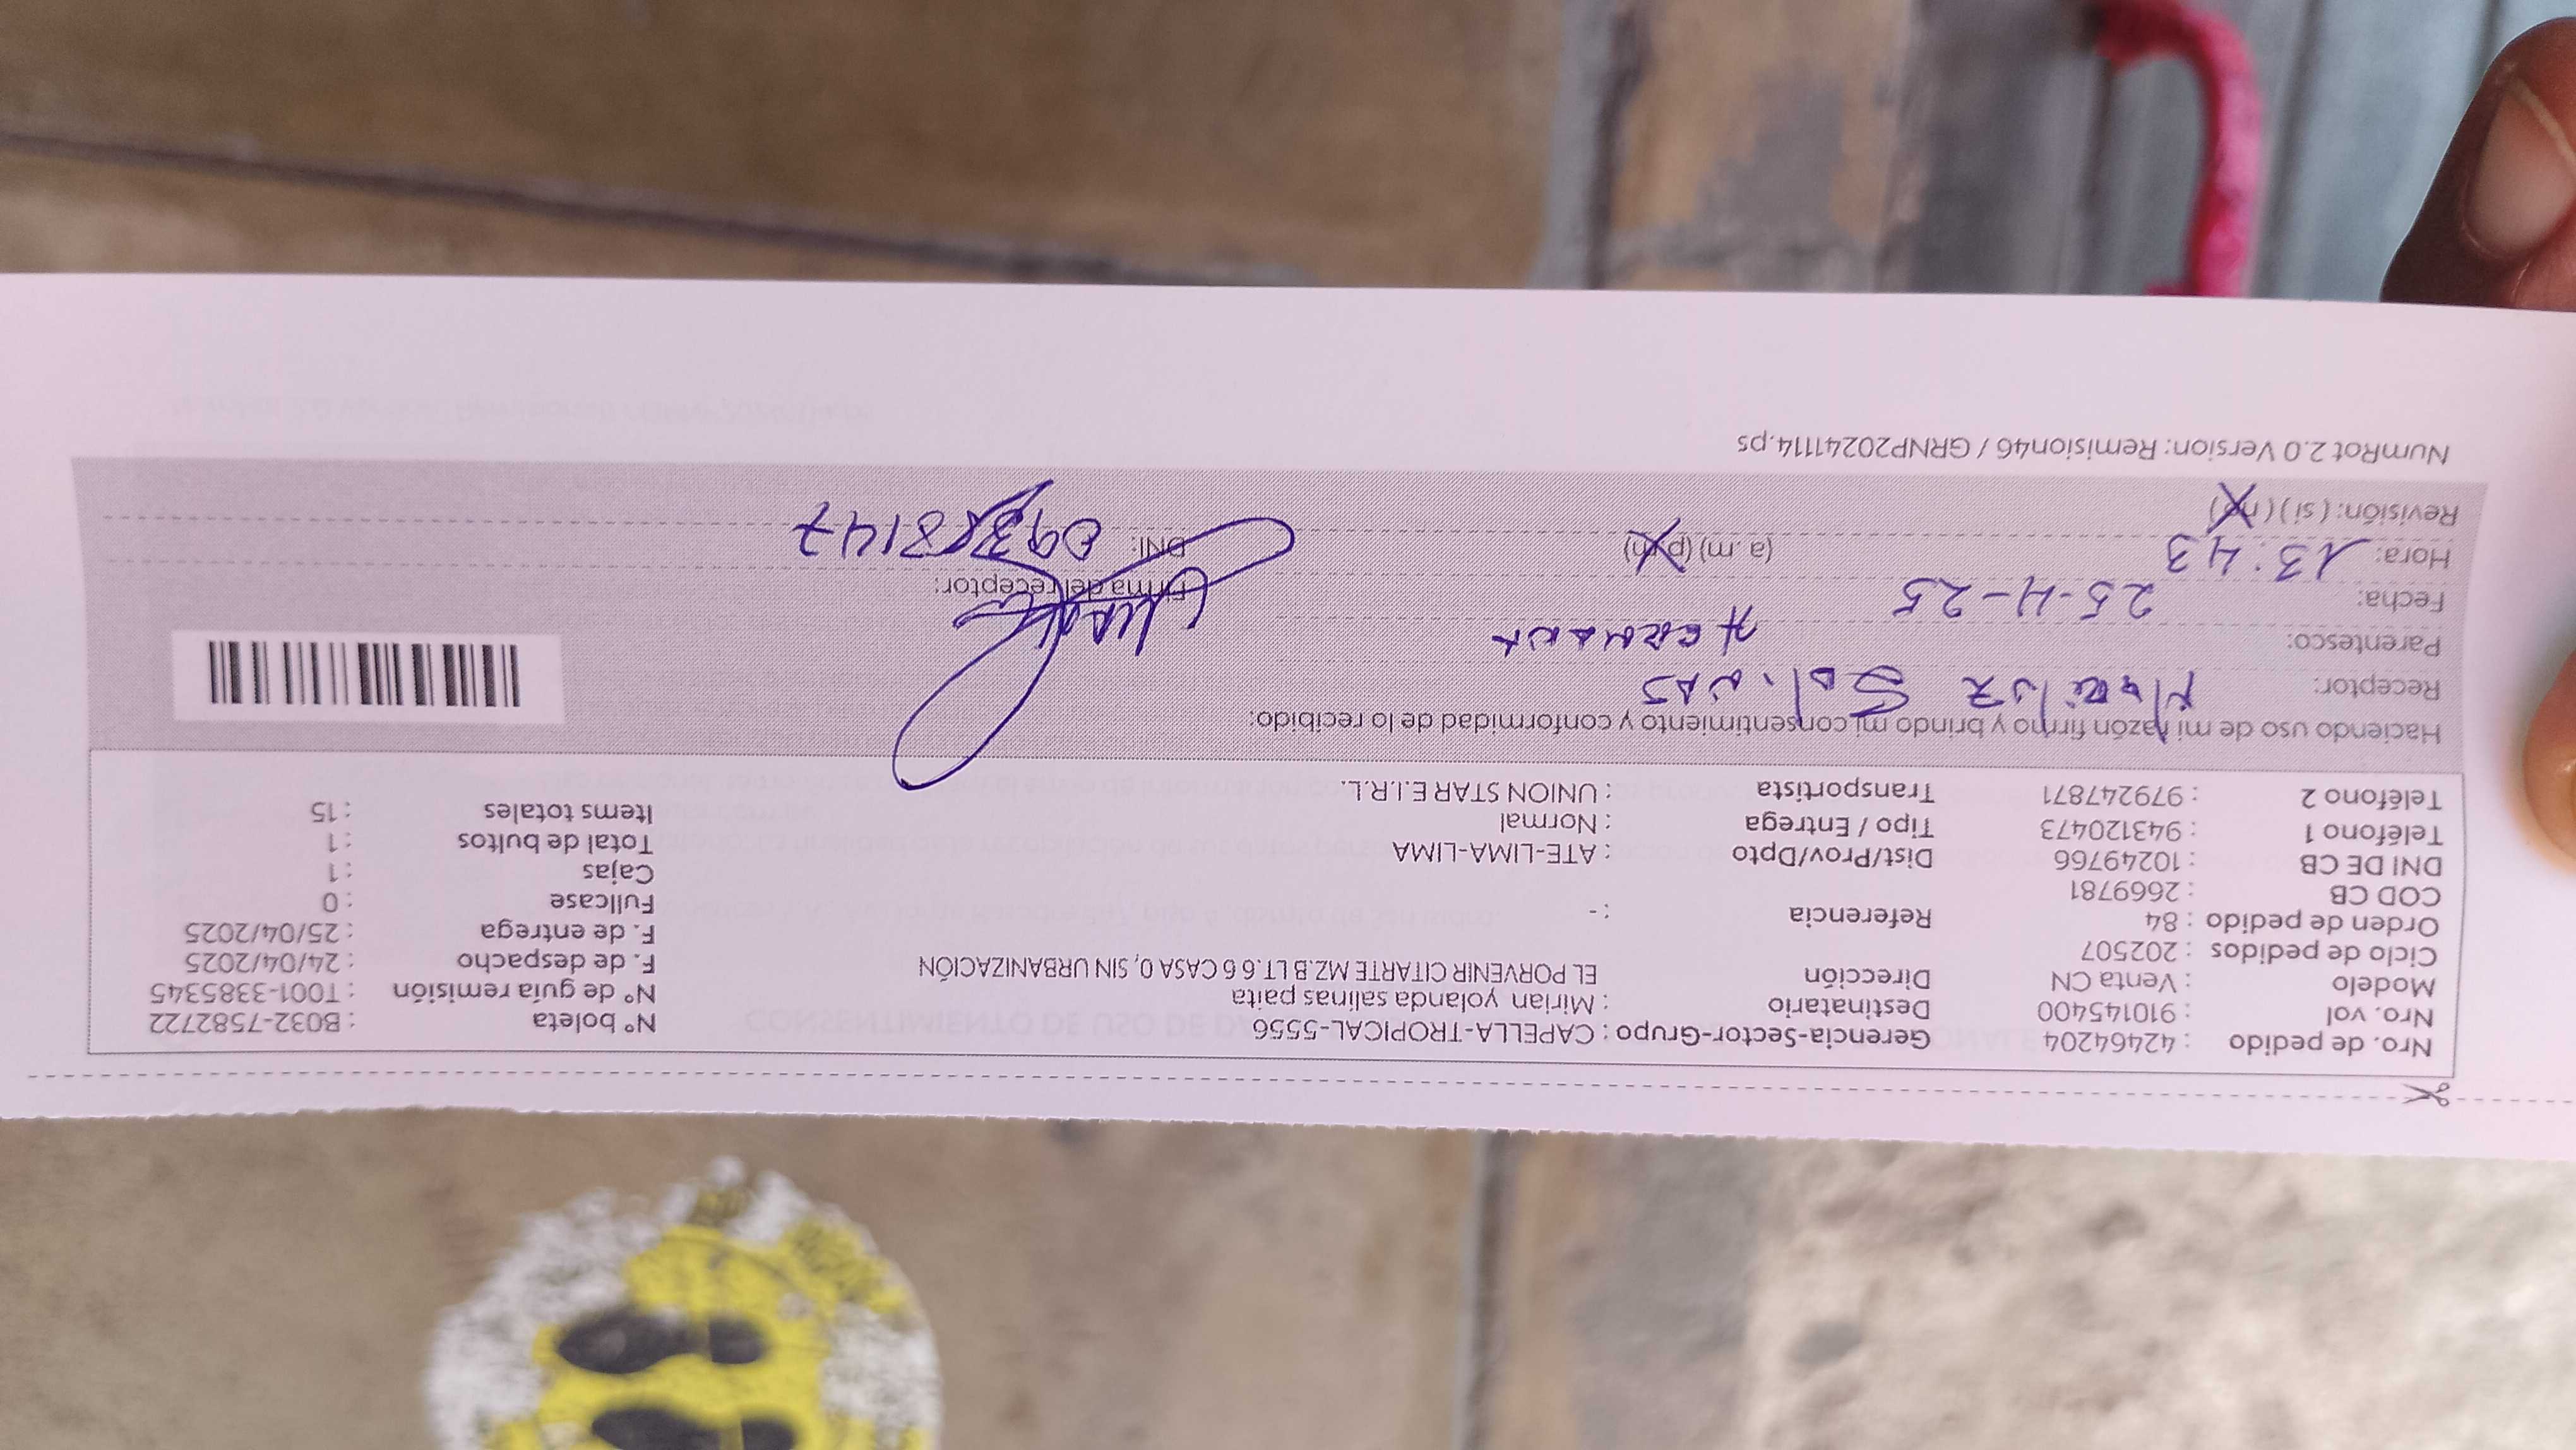 Nro. de pedido : 42464204 Gerencia-Sector-Grupo : CAPELLA-TROPICAL-5556 N° boleta : B032-7582722
Nro. vol : 910145400 Destinatario : Mirian yolanda salinas paita N° de guía remisión : T001-3385345
Modelo : Venta CN Dirección EL PORVENIR CITARTE MZ.B LT.6 6 CASA 0, SIN URBANIZACIÓN F. de despacho : 24/04/2025
Ciclo de pedidos : 202507 F. de entrega : 25/04/2025
Orden de pedido : 84 Referencia : - Fullcase : 0
COD CB : 2669781 Cajas : 1
DNI DE CB : 10249766 Dist/Prov/Dpto : ATE-LIMA-LIMA Total de bultos : 1
Teléfono 1 : 943120473 Tipo / Entrega : Normal Items totales : 15
Teléfono 2 : 979247871 Transportista : UNION STAR E.I.R.L.
Haciendo uso de mi razón firmo y brindo mi consentimiento y conformidad de lo recibido:
Receptor: Mariluz Salinas
Parentesco: Hermana
Fecha: 25-4-25 Firma del receptor:
Hora: 13:43 (a.m) (p.m) DNI:
Revisión: (si) (no)
NumRot 2.0 Version: Remision46 / GRNP20241114.ps